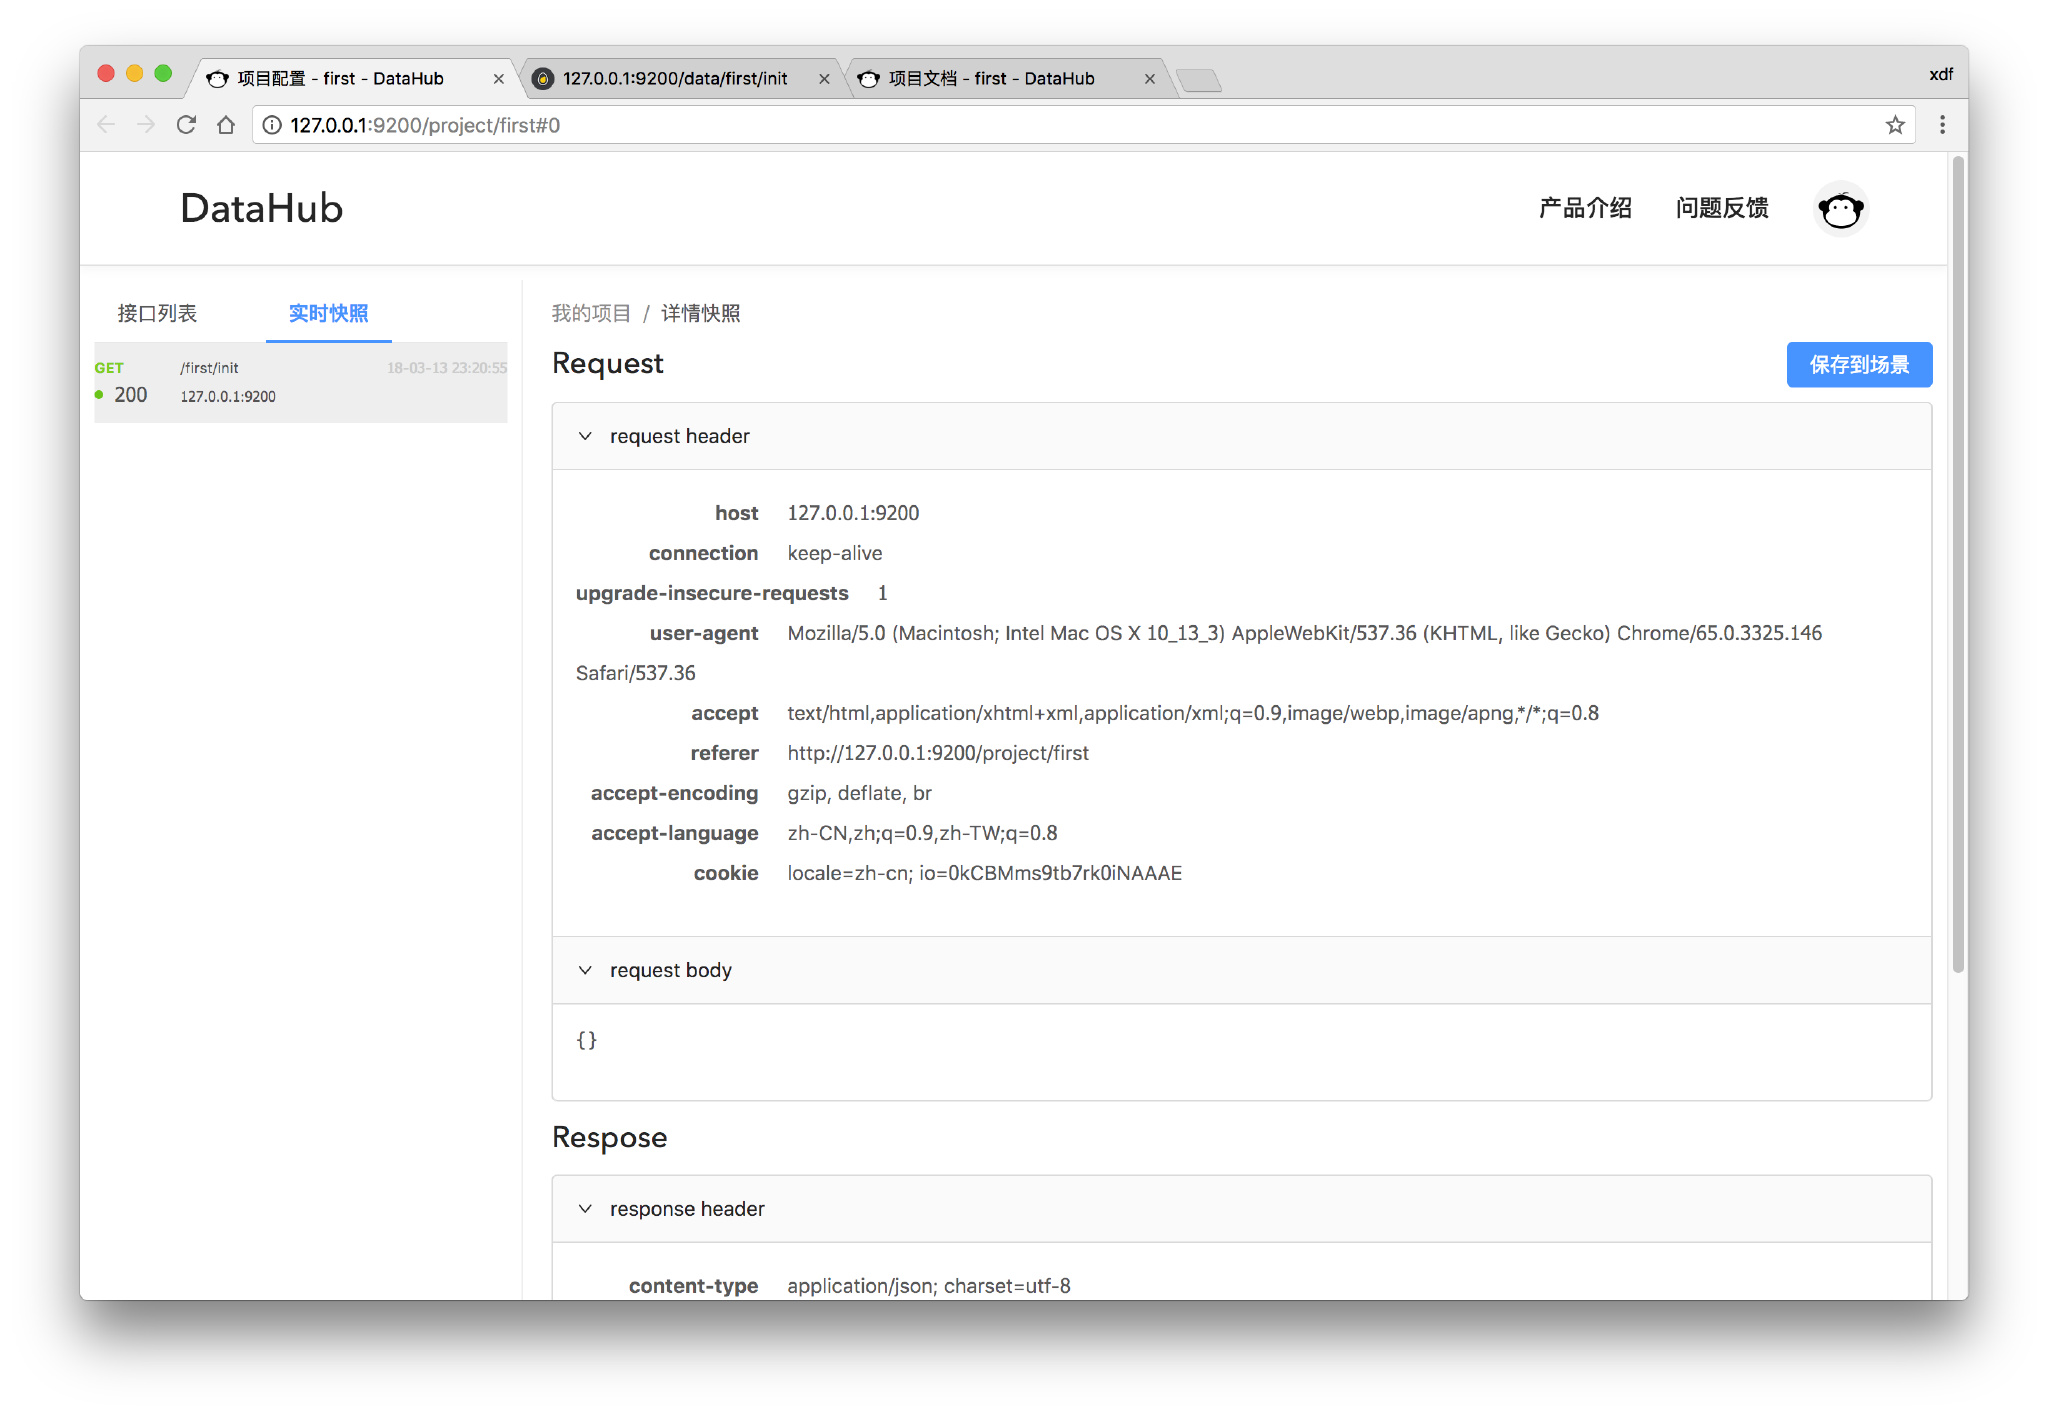 项目配置 - first - DataHub
127.0.0.1:9200/data/first/init
项目文档 - first - DataHub
xdf
127.0.0.1:9200/project/first#0
DataHub
产品介绍
问题反馈
接口列表
实时快照
GET /first/init 18-03-13 23:20:55
200 127.0.0.1:9200
我的项目 / 详情快照
Request
保存到场景
request header
host 127.0.0.1:9200
connection keep-alive
upgrade-insecure-requests 1
user-agent Mozilla/5.0 (Macintosh; Intel Mac OS X 10_13_3) AppleWebKit/537.36 (KHTML, like Gecko) Chrome/65.0.3325.146
Safari/537.36
accept text/html,application/xhtml+xml,application/xml;q=0.9,image/webp,image/apng,*/*;q=0.8
referer http://127.0.0.1:9200/project/first
accept-encoding gzip, deflate, br
accept-language zh-CN,zh;q=0.9,zh-TW;q=0.8
cookie locale=zh-cn; io=0kCBMms9tb7rk0iNAAAE
request body
{}
Respose
response header
content-type application/json; charset=utf-8